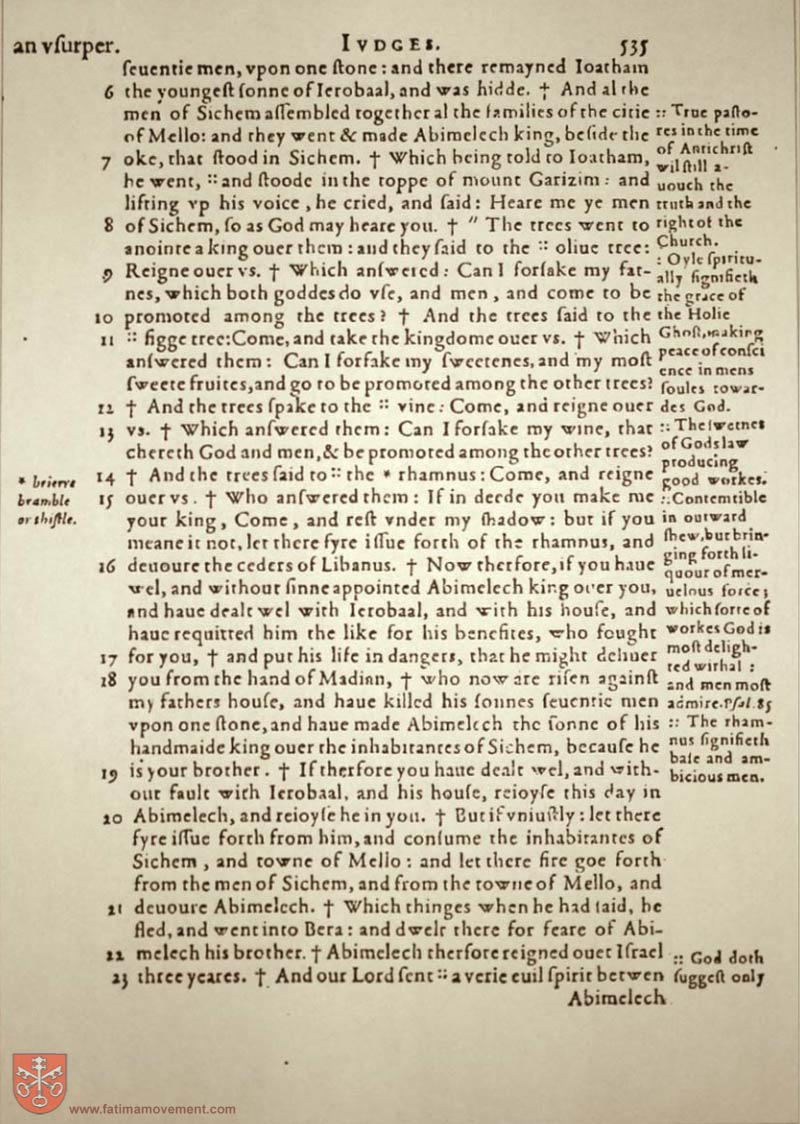 an vſurper.
IVDGES.
535
ſeuentie men, vpon one ſtone : and there remayned Ioatham
6 the youngeſt ſonne of Ierobaal, and was hidde. † And al the
men of Sichem aſſembled together al the families of the citie
of Mello: and they went & made Abimelech king, beſide the
7 oke, that ſtood in Sichem. † Which being told to Ioatham,
he went, :: and ſtoode in the toppe of mount Garizim: and
lifting vp his voice, he cried, and ſaid: Heare me ye men
8 of Sichem, ſo as God may heare you. † " The trees went to
anointe a king ouer them : and they ſaid to the :: oliue tree:
9 Reigne ouer vs. † Which anſwered: Can I forſake my fat-
nes, which both goddes do vſe, and men, and come to be
10 promoted among the trees? † And the trees ſaid to the
11 :: figge tree: Come, and take the kingdome ouer vs. † Which
anſwered them: Can I forſake my ſweetenes, and my moſt
ſweete fruites, and go to be promoted among the other trees?
12 † And the trees ſpake to the :: vine: Come, and reigne ouer
13 vs. † Which anſwered them: Can I forſake my wine, that
chereth God and men, & be promoted among the other trees?
14 † And the trees ſaid to :: the * rhamnus: Come, and reigne
15 ouer vs. † Who anſwered them: If in deede you make me
your king, Come, and reſt vnder my ſhadow: but if you
meane it not, let there fyre iſſue forth of the rhamnus, and
16 deuoure the ceders of Libanus. † Now therfore, if you haue
wel, and without ſinne appointed Abimelech king ouer you,
and haue dealt wel with Ierobaal, and with his houſe, and
haue requitted him the like for his benefites, who fought
17 for you, † and put his life in dangers, that he might deliuer
18 you from the hand of Madian, † who now are riſen againſt
my fathers houſe, and haue killed his ſonnes ſeuentie men
vpon one ſtone, and haue made Abimelech the ſonne of his
handmaide king ouer the inhabitantes of Sichem, becauſe he
19 is your brother. † If therfore you haue dealt wel, and with-
out fault with Ierobaal, and his houſe, reioyſe this day in
20 Abimelech, and reioyſe he in you. † But if vniuſtly: let there
fyre iſſue forth from him, and conſume the inhabitantes of
Sichem, and towne of Mello: and let there fire goe forth
from the men of Sichem, and from the towne of Mello, and
21 deuoure Abimelech. † Which thinges when he had ſaid, he
fled, and went into Bera: and dwelt there for feare of Abi-
22 melech his brother. † Abimelech therfore reigned ouer Iſrael
23 three yeares. † And our Lord ſent :: a verie euil ſpirit betwen
Abimelech
* brierre
bramble
or thiſtle.
:: True paſto-
res in the time
of Antichriſt
wil ſtill a-
uouch the
truth and the
right of the
Church.
: Oyle ſpiritu-
ally ſignifieth
the grace of
the Holie
Ghoſt, making
peace of conſci
ence in mens
ſoules towar-
des God.
:: The ſwetnes
of Gods law
producing
good workes.
:: Contemtible
in outward
ſhew, but brin-
ging forth li-
quour of mer-
uelous force;
which ſorte of
workes God is
moſt deligh-
ted withal :
and men moſt
admire. Pſal. 85
:: The rham-
nus ſignifieth
baſe and am-
bicious men.
:: God doth
ſuggeſt only
www.fatimamovement.com